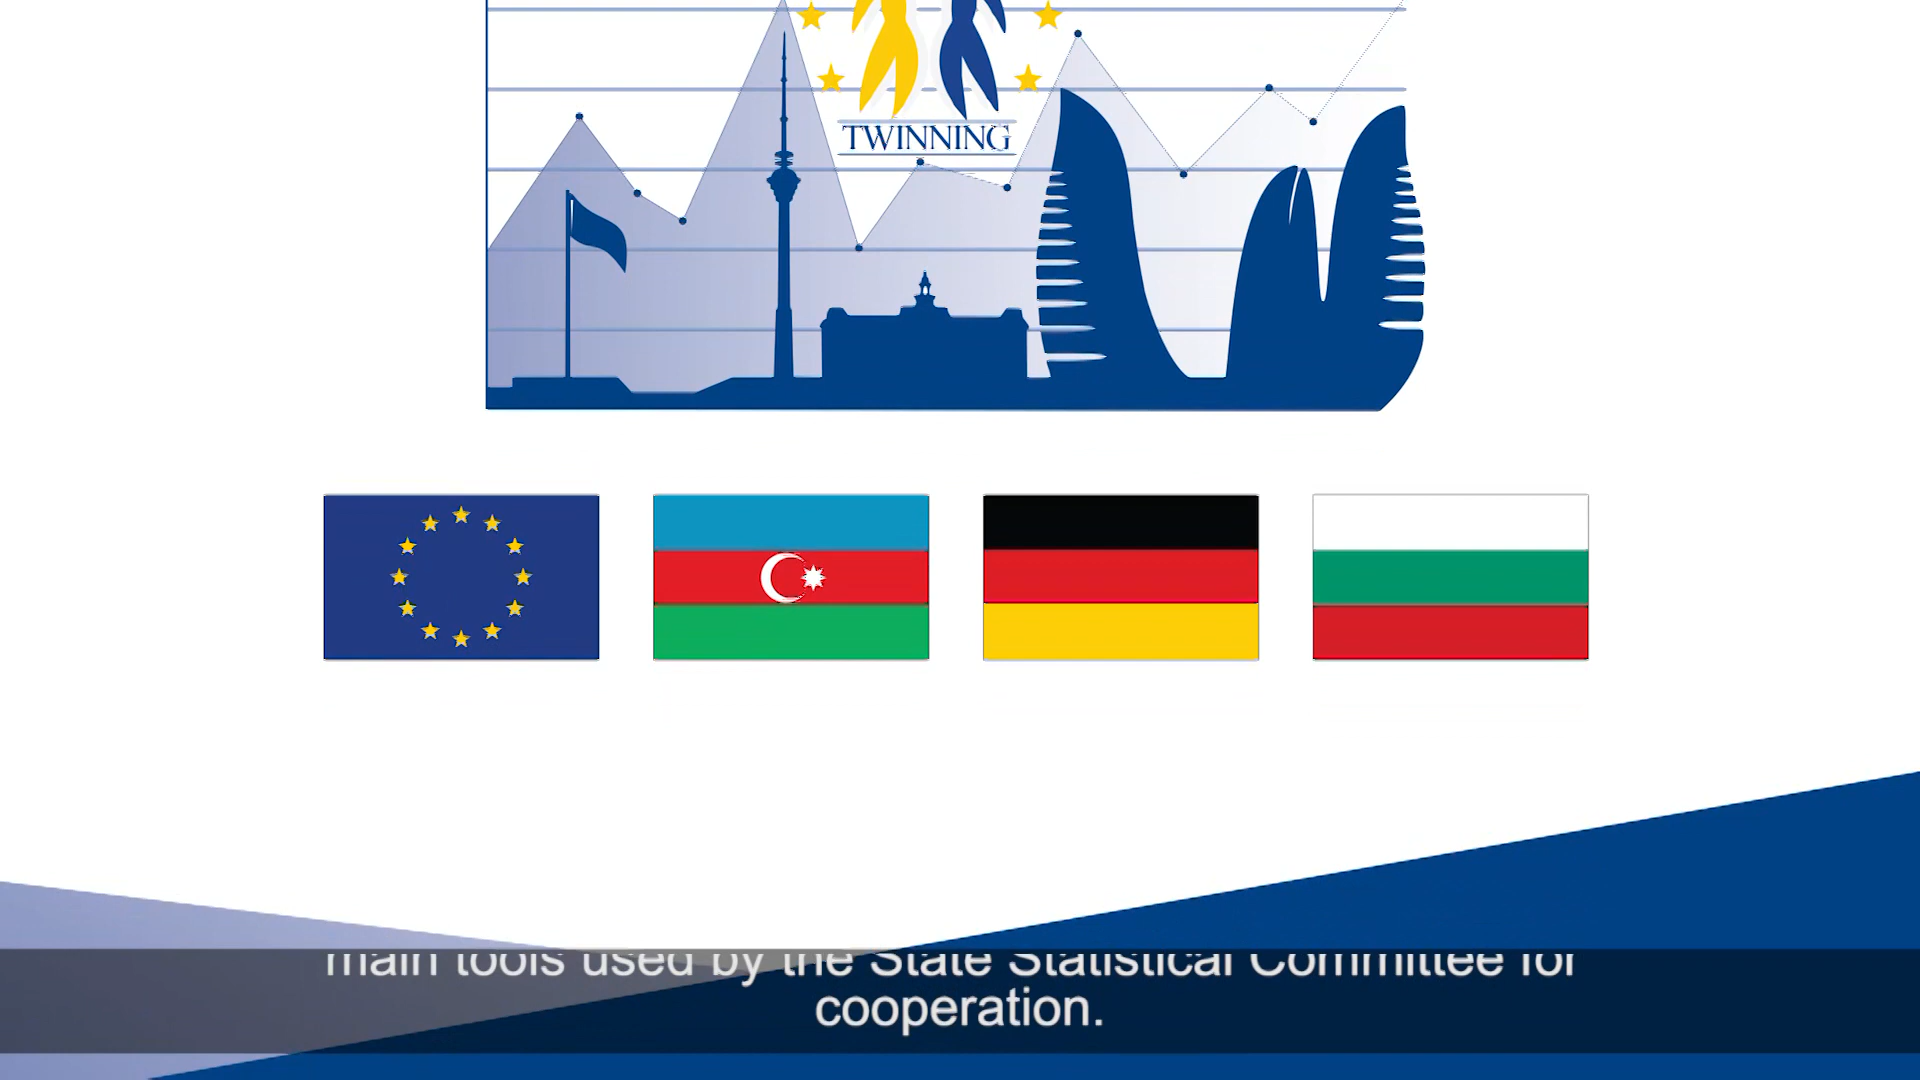 TWINNING
main tools used by the State Statistical Committee for
cooperation.